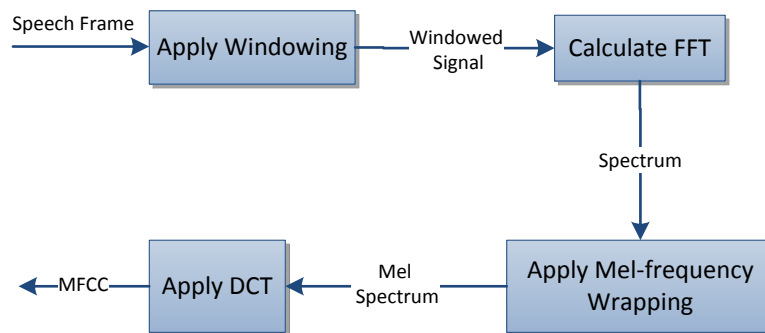 Speech Frame
Apply Windowing
Windowed
Signal
Calculate FFT
Spectrum
Apply Mel-frequency
Wrapping
Mel
Spectrum
Apply DCT
MFCC